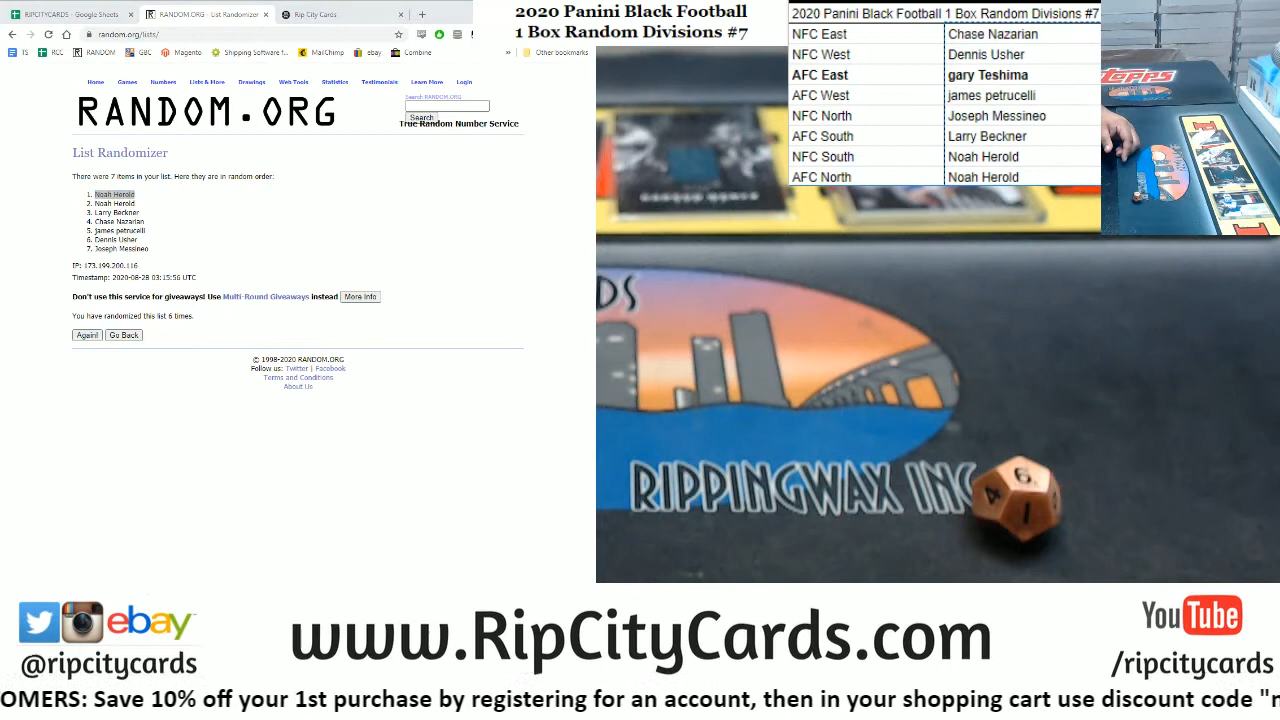 RIPCITYCARDS - Google Sheets
RANDOM.ORG - List Randomizer
Rip City Cards
random.org/lists/
TS
RCC
RANDOM
GBC
Magento
Shipping Software f...
MailChimp
ebay
Combine
Other bookmarks
Home
Games
Numbers
Lists & More
Drawings
Web Tools
Statistics
Testimonials
Learn More
Login
RANDOM.ORG
Search RANDOM.ORG
Search
True Random Number Service
List Randomizer
There were 7 items in your list. Here they are in random order:
1. Noah Herold
2. Noah Herold
3. Larry Beckner
4. Chase Nazarian
5. james petrucelli
6. Dennis Usher
7. Joseph Messineo
IP: 173.199.200.116
Timestamp: 2020-08-28 03:15:56 UTC
Don't use this service for giveaways! Use Multi-Round Giveaways instead More Info
You have randomized this list 6 times.
Again! Go Back
© 1998-2020 RANDOM.ORG
Follow us: Twitter | Facebook
Terms and Conditions
About Us
2020 Panini Black Football
1 Box Random Divisions #7
2020 Panini Black Football 1 Box Random Divisions #7
NFC East Chase Nazarian
NFC West Dennis Usher
AFC East gary Teshima
AFC West james petrucelli
NFC North Joseph Messineo
AFC South Larry Beckner
NFC South Noah Herold
AFC North Noah Herold
TOPPS
DS
RIPPINGWAX INC
6
4
1
ebay
@ripcitycards
www.RipCityCards.com
YouTube
/ripcitycards
OMERS: Save 10% off your 1st purchase by registering for an account, then in your shopping cart use discount code "n